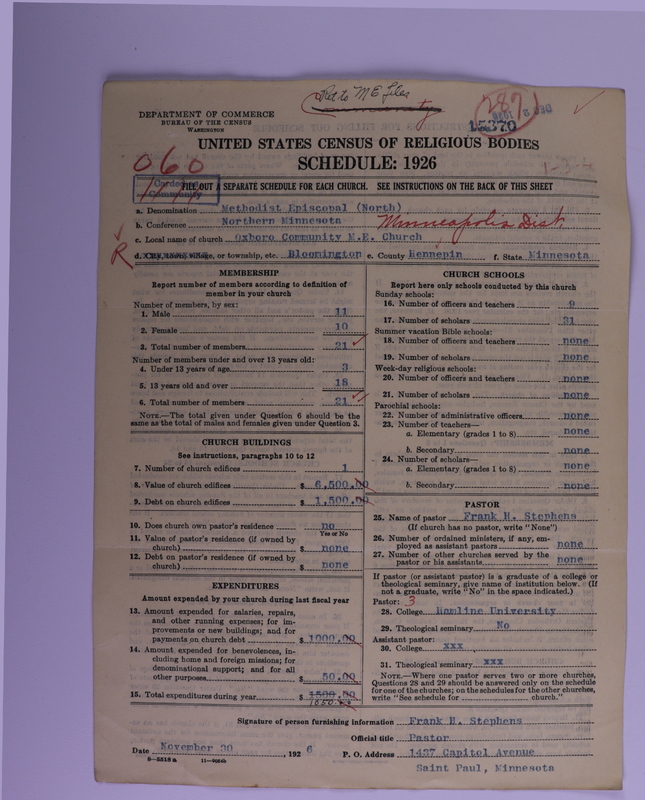 Ret to M E Files
Community
2871
DEC 2 1926
15370
DEPARTMENT OF COMMERCE
BUREAU OF THE CENSUS
WASHINGTON
UNITED STATES CENSUS OF RELIGIOUS BODIES
SCHEDULE: 1926
060
Community
FILL OUT A SEPARATE SCHEDULE FOR EACH CHURCH. SEE INSTRUCTIONS ON THE BACK OF THIS SHEET
a. Denomination Methodist Episcopal (North)
b. Conference Northern Minnesota Minneapolis Dist.
c. Local name of church Oxboro Community M.E. Church
R
d. City, town, village, or township, etc. Bloomington e. County Hennepin f. State Minnesota
MEMBERSHIP
Report number of members according to definition of
member in your church
Number of members, by sex:
1. Male 11
2. Female 10
3. Total number of members 21
Number of members under and over 13 years old:
4. Under 13 years of age 3
5. 13 years old and over 18
6. Total number of members 21
NOTE.—The total given under Question 6 should be the
same as the total of males and females given under Question 3.
CHURCH BUILDINGS
See instructions, paragraphs 10 to 12
7. Number of church edifices 1
8. Value of church edifices $ 6,500.00
9. Debt on church edifices $ 1,500.00
10. Does church own pastor's residence no
Yes or No
11. Value of pastor's residence (if owned by
church) $ none
12. Debt on pastor's residence (if owned by
church) $ none
EXPENDITURES
Amount expended by your church during last fiscal year
13. Amount expended for salaries, repairs,
and other running expenses; for im-
provements or new buildings; and for
payments on church debt $ 1000.00
14. Amount expended for benevolences, in-
cluding home and foreign missions; for
denominational support; and for all
other purposes $ 50.00
15. Total expenditures during year $ 1500.00
1050.00
CHURCH SCHOOLS
Report here only schools conducted by this church
Sunday schools:
16. Number of officers and teachers 9
17. Number of scholars 31
Summer vacation Bible schools:
18. Number of officers and teachers none
19. Number of scholars none
Week-day religious schools:
20. Number of officers and teachers none
21. Number of scholars none
Parochial schools:
22. Number of administrative officers none
23. Number of teachers—
a. Elementary (grades 1 to 8) none
b. Secondary none
24. Number of scholars—
a. Elementary (grades 1 to 8) none
b. Secondary none
PASTOR
25. Name of pastor Frank H. Stephens
(If church has no pastor, write "None")
26. Number of ordained ministers, if any, em-
ployed as assistant pastors none
27. Number of other churches served by the
pastor or his assistants none
If pastor (or assistant pastor) is a graduate of a college or
theological seminary, give name of institution below. (If
not a graduate, write "No" in the space indicated.)
Pastor: 3
28. College Hamline University
29. Theological seminary No
Assistant pastor:
30. College xxx
31. Theological seminary xxx
NOTE.—Where one pastor serves two or more churches,
Questions 28 and 29 should be answered only on the schedule
for one of the churches; on the schedules for the other churches,
write "See schedule for church."
Signature of person furnishing information Frank H. Stephens
Official title Pastor
Date November 30, 1926 P. O. Address 1437 Capitol Avenue
8—5518a 11—9094b
Saint Paul, Minnesota